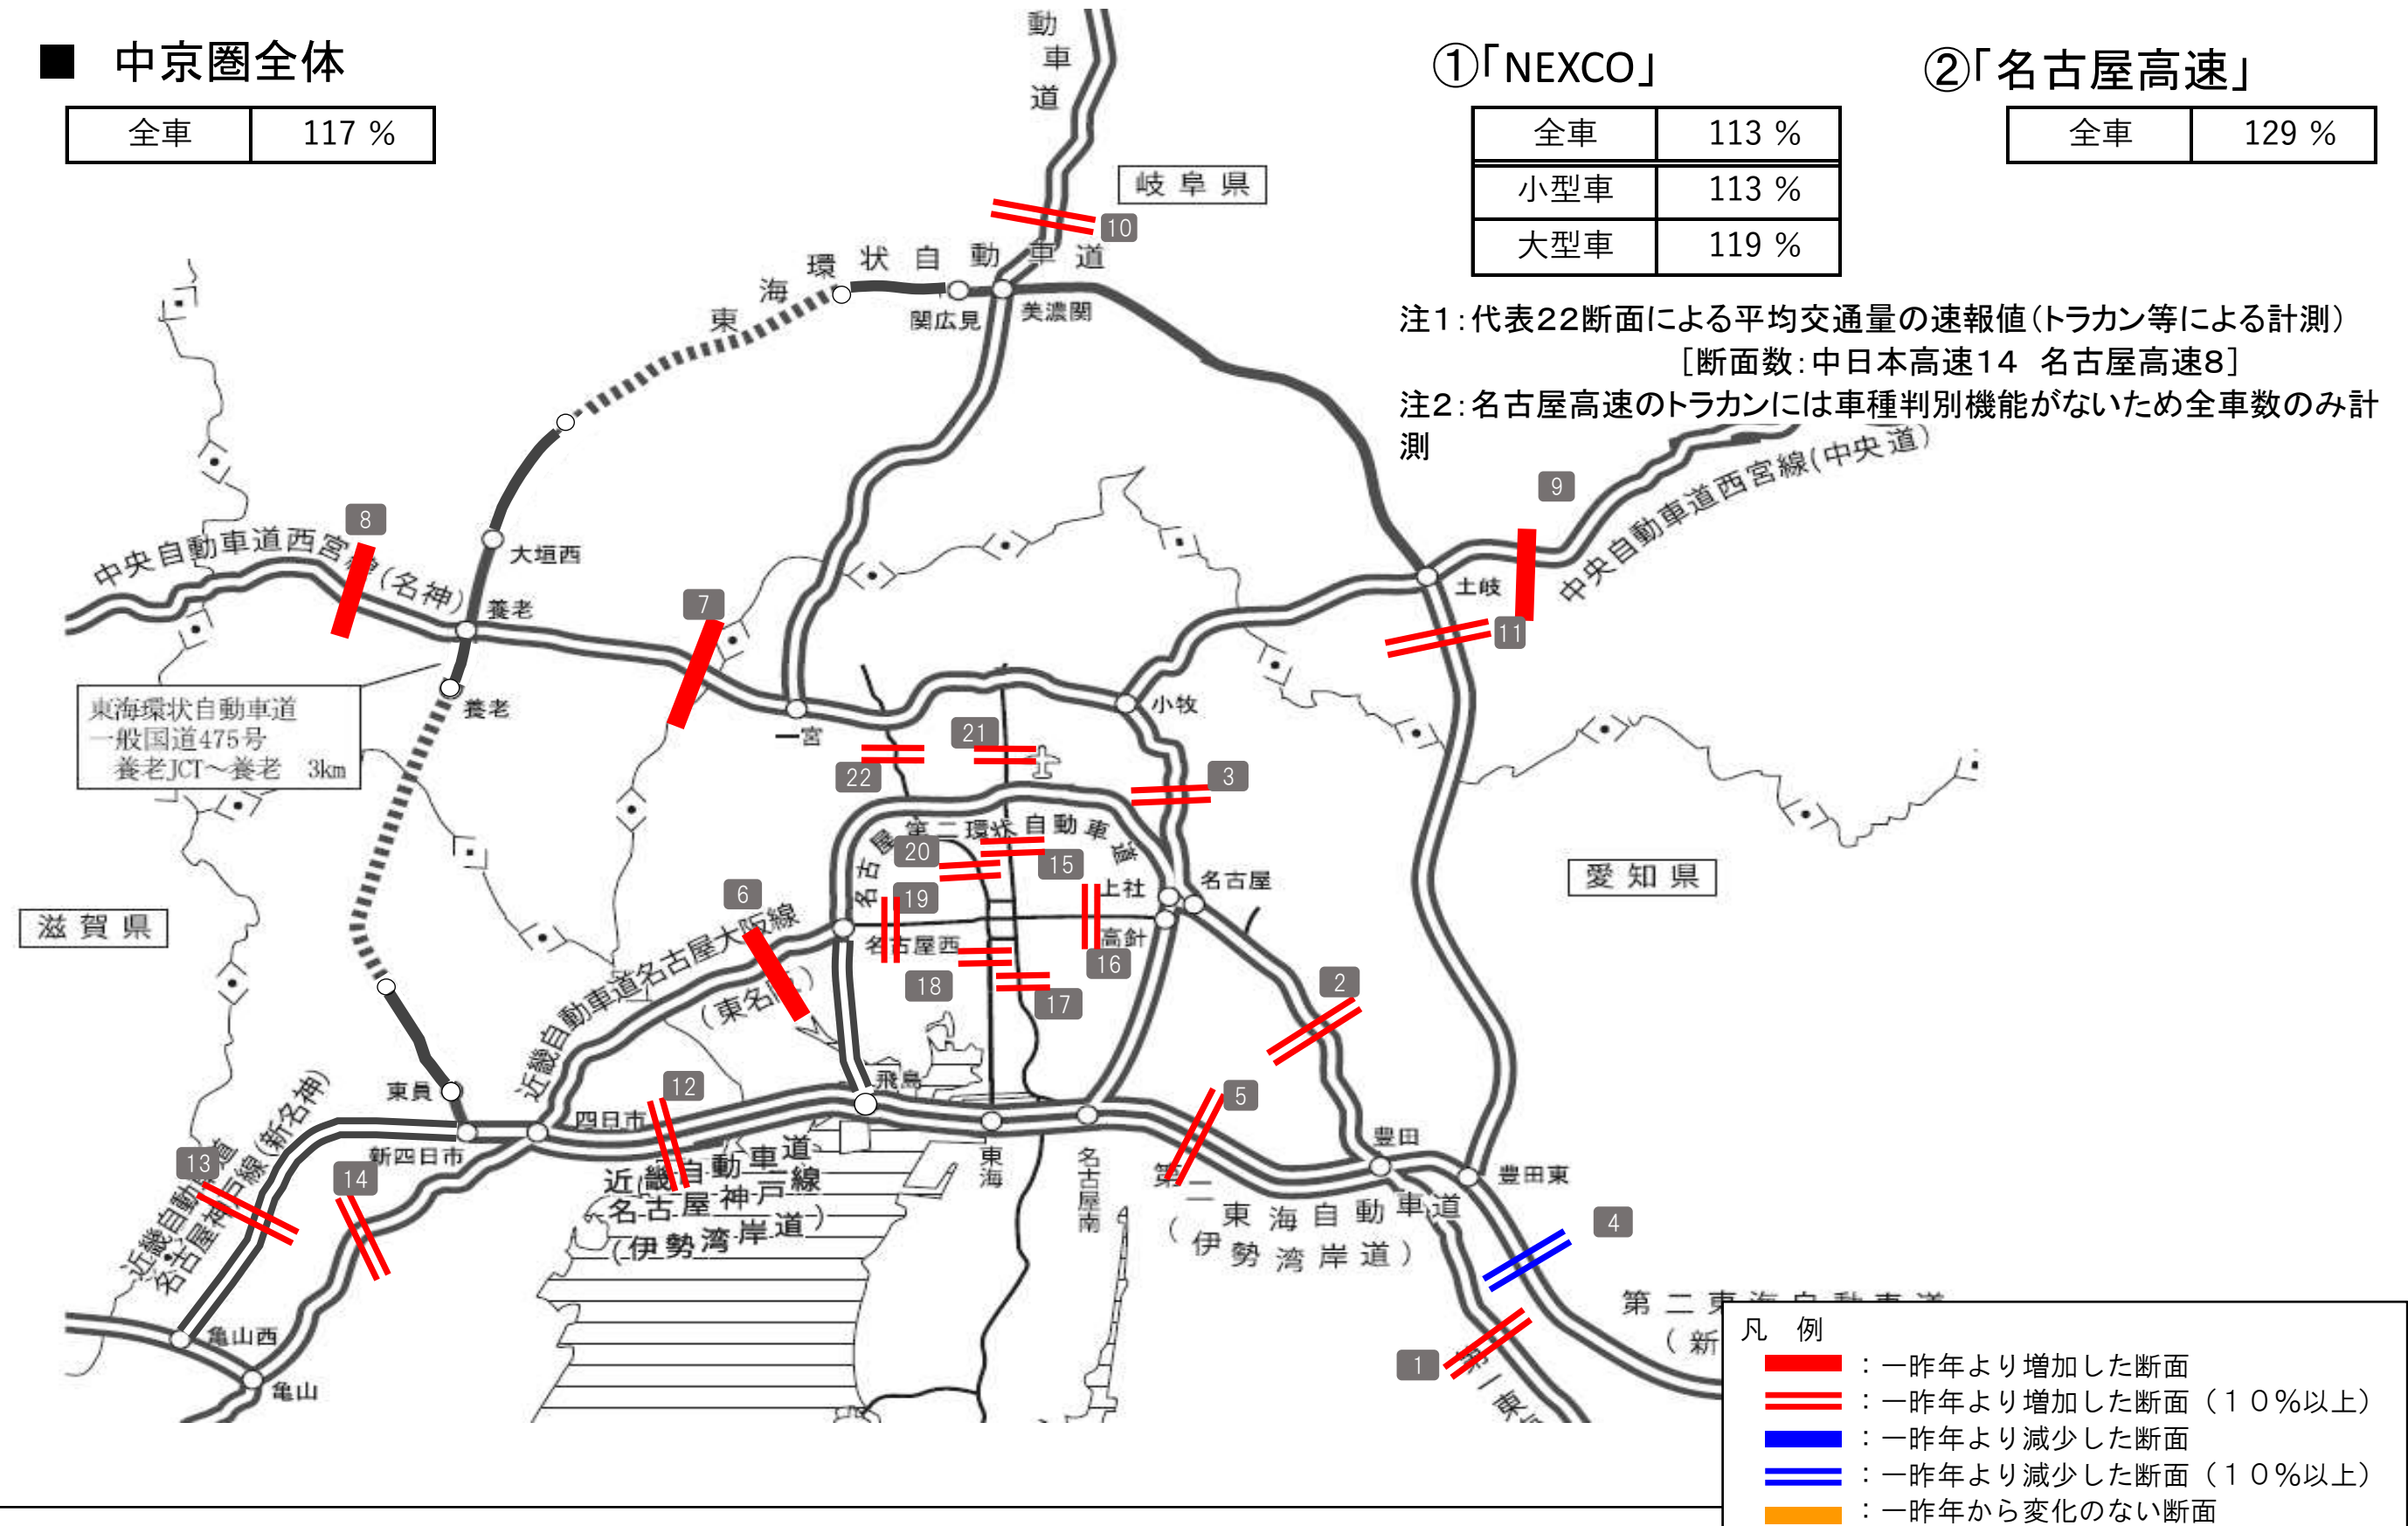 ■ 中京圏全体
全車 117 %
①「NEXCO」
全車 113 %
小型車 113 %
大型車 119 %
②「名古屋高速」
全車 129 %
注1：代表22断面による平均交通量の速報値（トラカン等による計測）
［断面数：中日本高速14 名古屋高速8］
注2：名古屋高速のトラカンには車種判別機能がないため全車数のみ計
測
動車道
岐阜県
10
東海環状自動車道
関広見
美濃関
9
中央自動車道西宮線(中央道)
8
中央自動車道西宮線(名神)
大垣西
養老
7
土岐
11
東海環状自動車道
一般国道475号
養老JCT～養老 3km
養老
一宮
小牧
21
22
3
名古屋第二環状自動車道
20
15
愛知県
上社
名古屋
19
6
滋賀県
名古屋西
高針
16
近畿自動車道名古屋大阪線
(東名阪)
18
17
2
東員
飛島
12
5
四日市
新四日市
13
14
近畿自動車道
名古屋神戸線(新名神)
近畿自動車道
名古屋神戸線
(伊勢湾岸道)
東海
名古屋南
豊田
豊田東
第二東海自動車道
(伊勢湾岸道)
4
亀山西
亀山
1
第二東海自動車道
(新
第一東
凡 例
：一昨年より増加した断面
：一昨年より増加した断面（10%以上）
：一昨年より減少した断面
：一昨年より減少した断面（10%以上）
：一昨年から変化のない断面